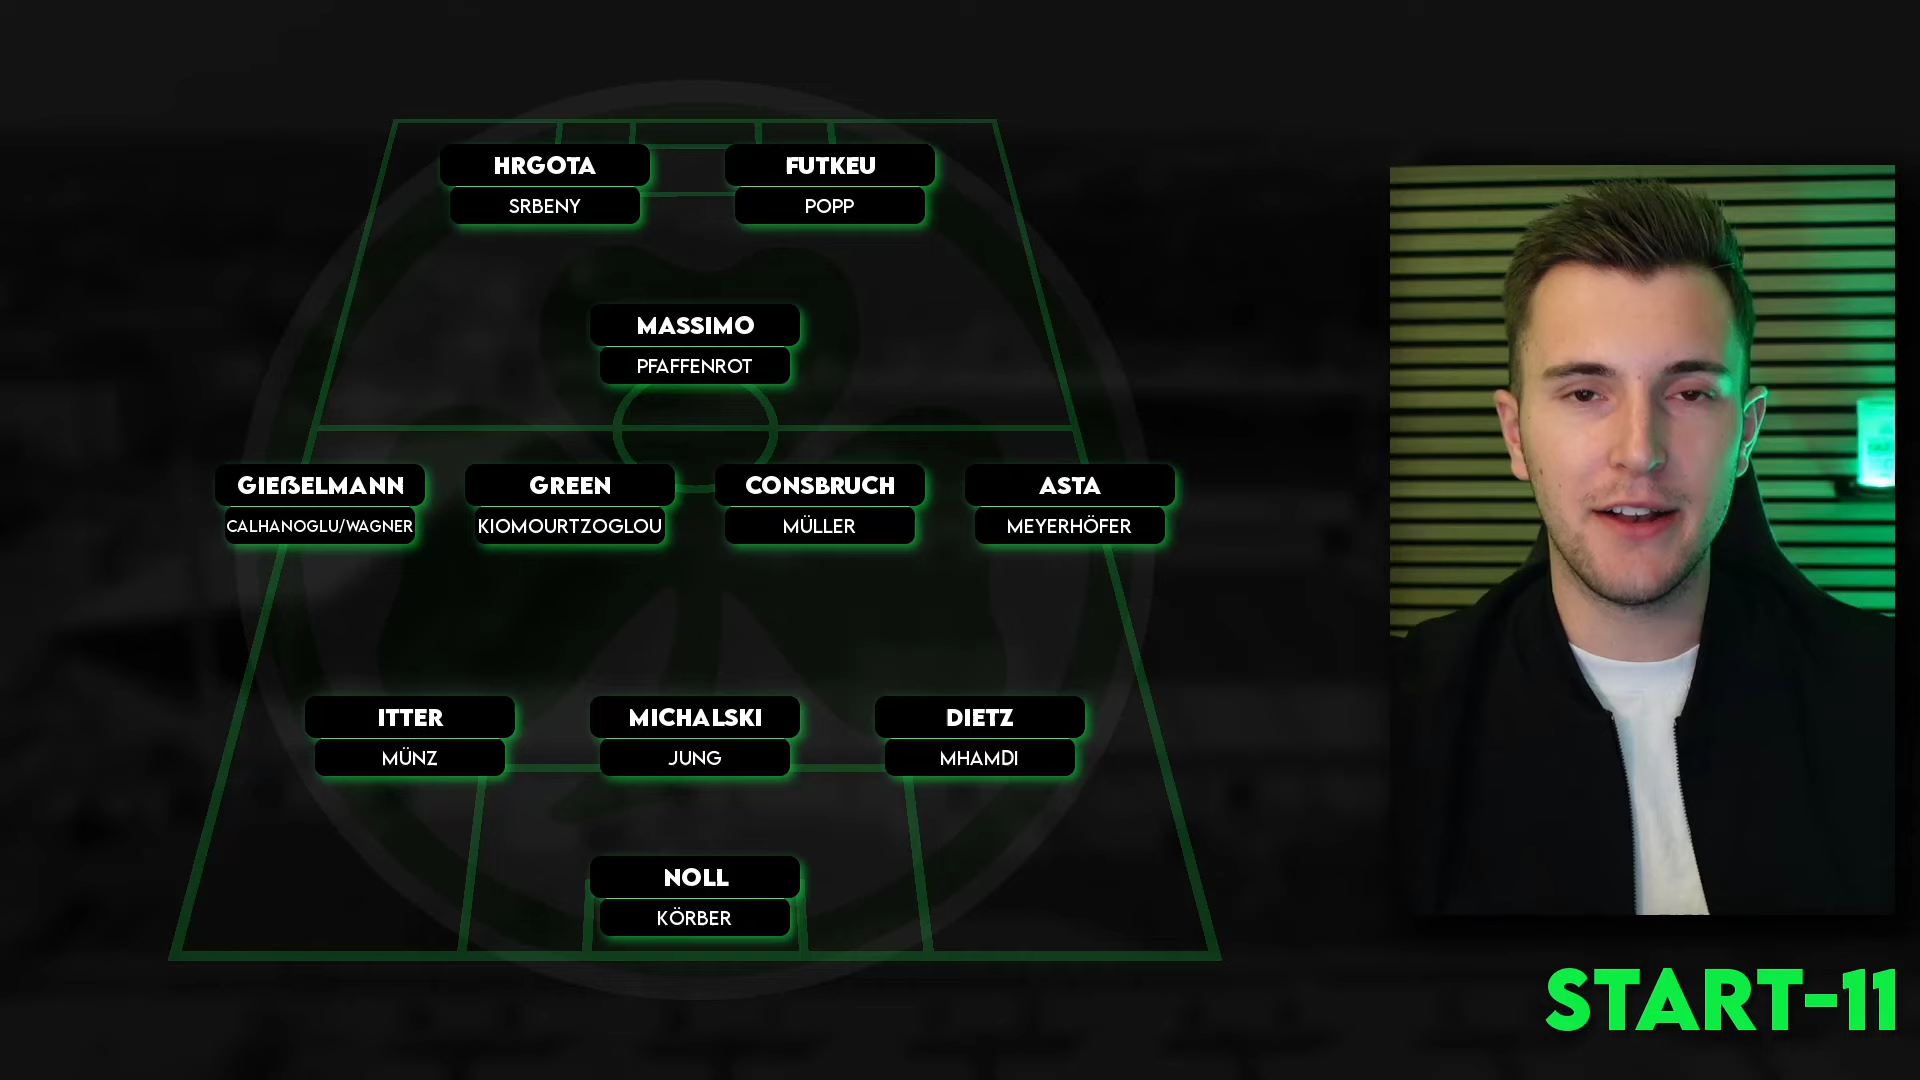 HRGOTA
SRBENY
FUTKEU
POPP
MASSIMO
PFAFFENROT
GIEẞELMANN
CALHANOGLU/WAGNER
GREEN
KIOMOURTZOGLOU
CONSBRUCH
MÜLLER
ASTA
MEYERHÖFER
ITTER
MÜNZ
MICHALSKI
JUNG
DIETZ
MHAMDI
NOLL
KÖRBER
START-11